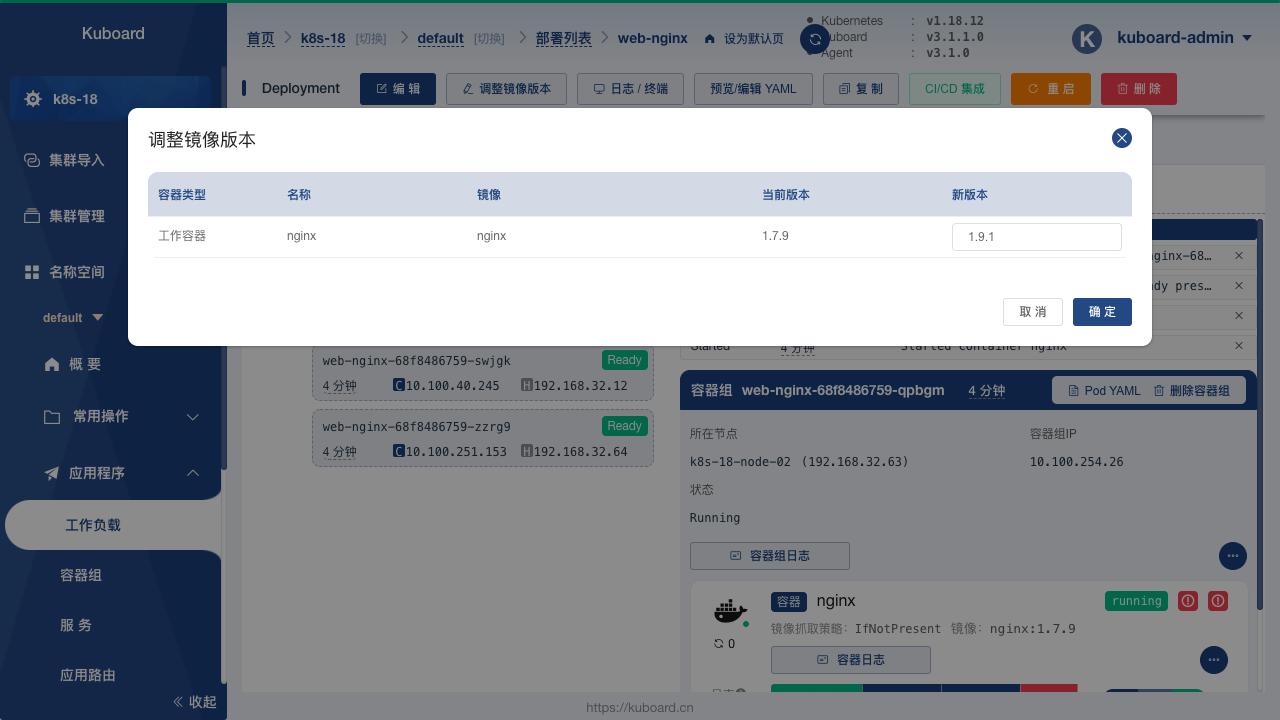 Kuboard
首页
k8s-18 [切换]
default [切换]
部署列表
web-nginx
设为默认页
Kubernetes : v1.18.12
Kuboard : v3.1.1.0
Agent : v3.1.0
K
kuboard-admin
k8s-18
Deployment
编 辑
调整镜像版本
日志 / 终端
预览/编辑 YAML
复 制
CI/CD 集成
重 启
删 除
调整镜像版本
容器类型 名称 镜像 当前版本 新版本
工作容器 nginx nginx 1.7.9 1.9.1
取 消 确 定
集群导入
集群管理
名称空间
default
概 要
常用操作
应用程序
工作负载
容器组
服 务
应用路由
收起
web-nginx-68f8486759-swjgk Ready
4 分钟 C 10.100.40.245 H 192.168.32.12
web-nginx-68f8486759-zzrg9 Ready
4 分钟 C 10.100.251.153 H 192.168.32.64
nginx-68…
dy pres…
Started 4 分钟 Started container nginx
容器组 web-nginx-68f8486759-qpbgm 4 分钟 Pod YAML 删除容器组
所在节点 容器组IP
k8s-18-node-02 (192.168.32.63) 10.100.254.26
状态
Running
容器组日志
容器 nginx running
镜像抓取策略: IfNotPresent 镜像: nginx:1.7.9
0
容器日志
https://kuboard.cn